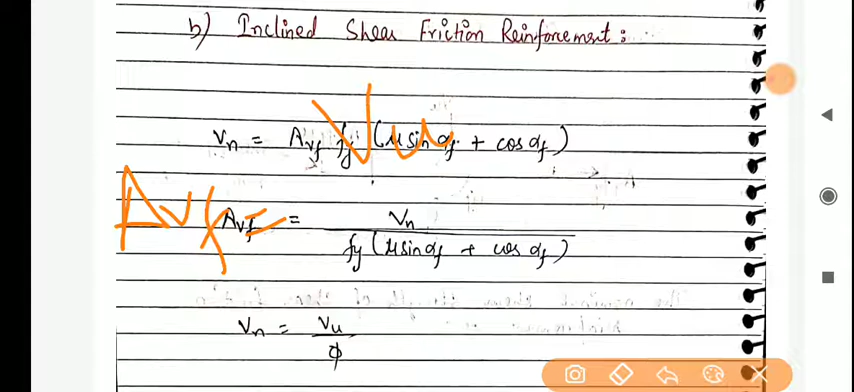 b) Inclined Shear Friction Reinforcement:
Vn = Avf fy (μ sin αf + cos αf)
Vu
Avf = Vn / fy (μ sin αf + cos αf)
Avf =
Vn = Vu / φ